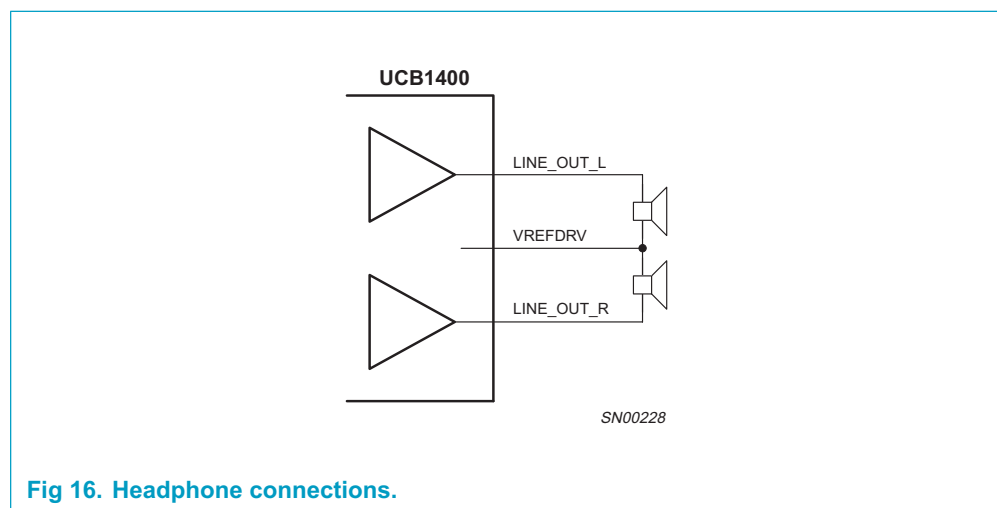 UCB1400
LINE_OUT_L
VREFDRV
LINE_OUT_R
SN00228
Fig 16. Headphone connections.